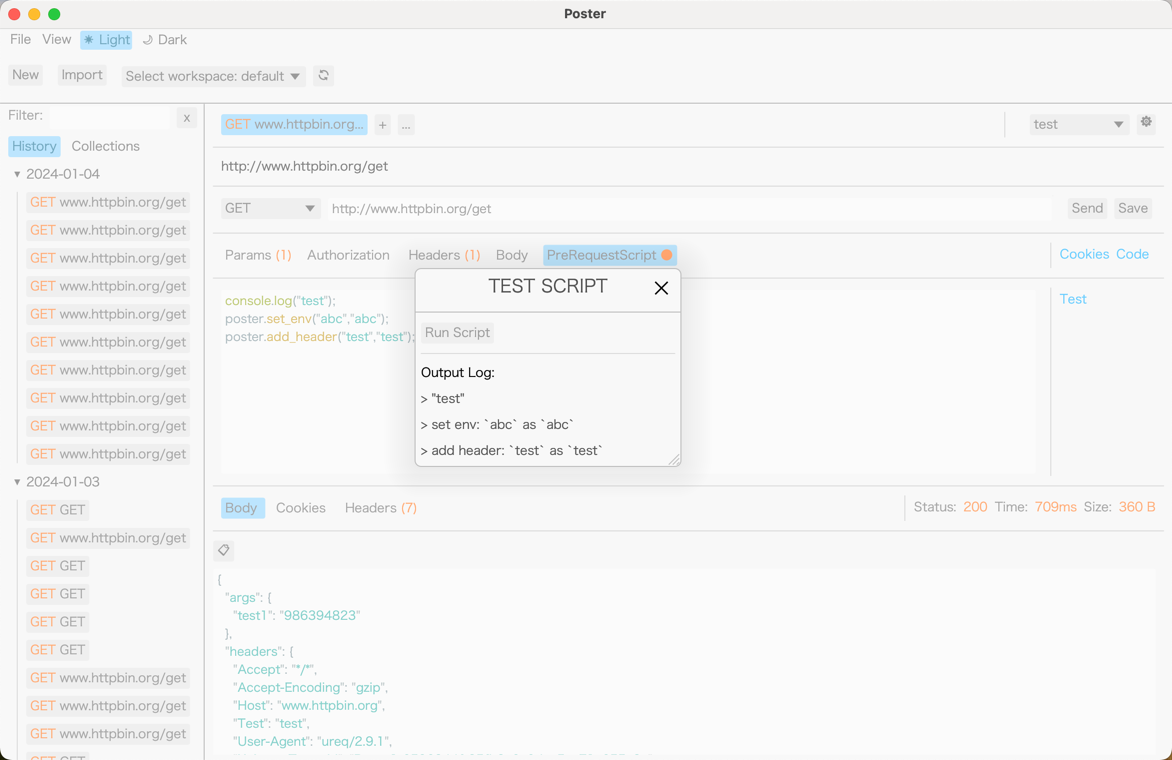 Poster
File View ☀ Light 🌙 Dark
New Import Select workspace: default
Filter: x
History Collections
2024-01-04
GET www.httpbin.org/get
GET www.httpbin.org/get
GET www.httpbin.org/get
GET www.httpbin.org/get
GET www.httpbin.org/get
GET www.httpbin.org/get
GET www.httpbin.org/get
GET www.httpbin.org/get
GET www.httpbin.org/get
GET www.httpbin.org/get
2024-01-03
GET GET
GET www.httpbin.org/get
GET GET
GET GET
GET GET
GET GET
GET www.httpbin.org/get
GET www.httpbin.org/get
GET www.httpbin.org/get
GET GET
GET www.httpbin.org... + ... test
http://www.httpbin.org/get
GET http://www.httpbin.org/get Send Save
Params (1) Authorization Headers (1) Body PreRequestScript Cookies Code
console.log("test");
poster.set_env("abc","abc");
poster.add_header("test","test");
Test
TEST SCRIPT
Run Script
Output Log:
> "test"
> set env: `abc` as `abc`
> add header: `test` as `test`
Body Cookies Headers (7) Status: 200 Time: 709ms Size: 360 B
{
"args": {
"test1": "986394823"
},
"headers": {
"Accept": "*/*",
"Accept-Encoding": "gzip",
"Host": "www.httpbin.org",
"Test": "test",
"User-Agent": "ureq/2.9.1",